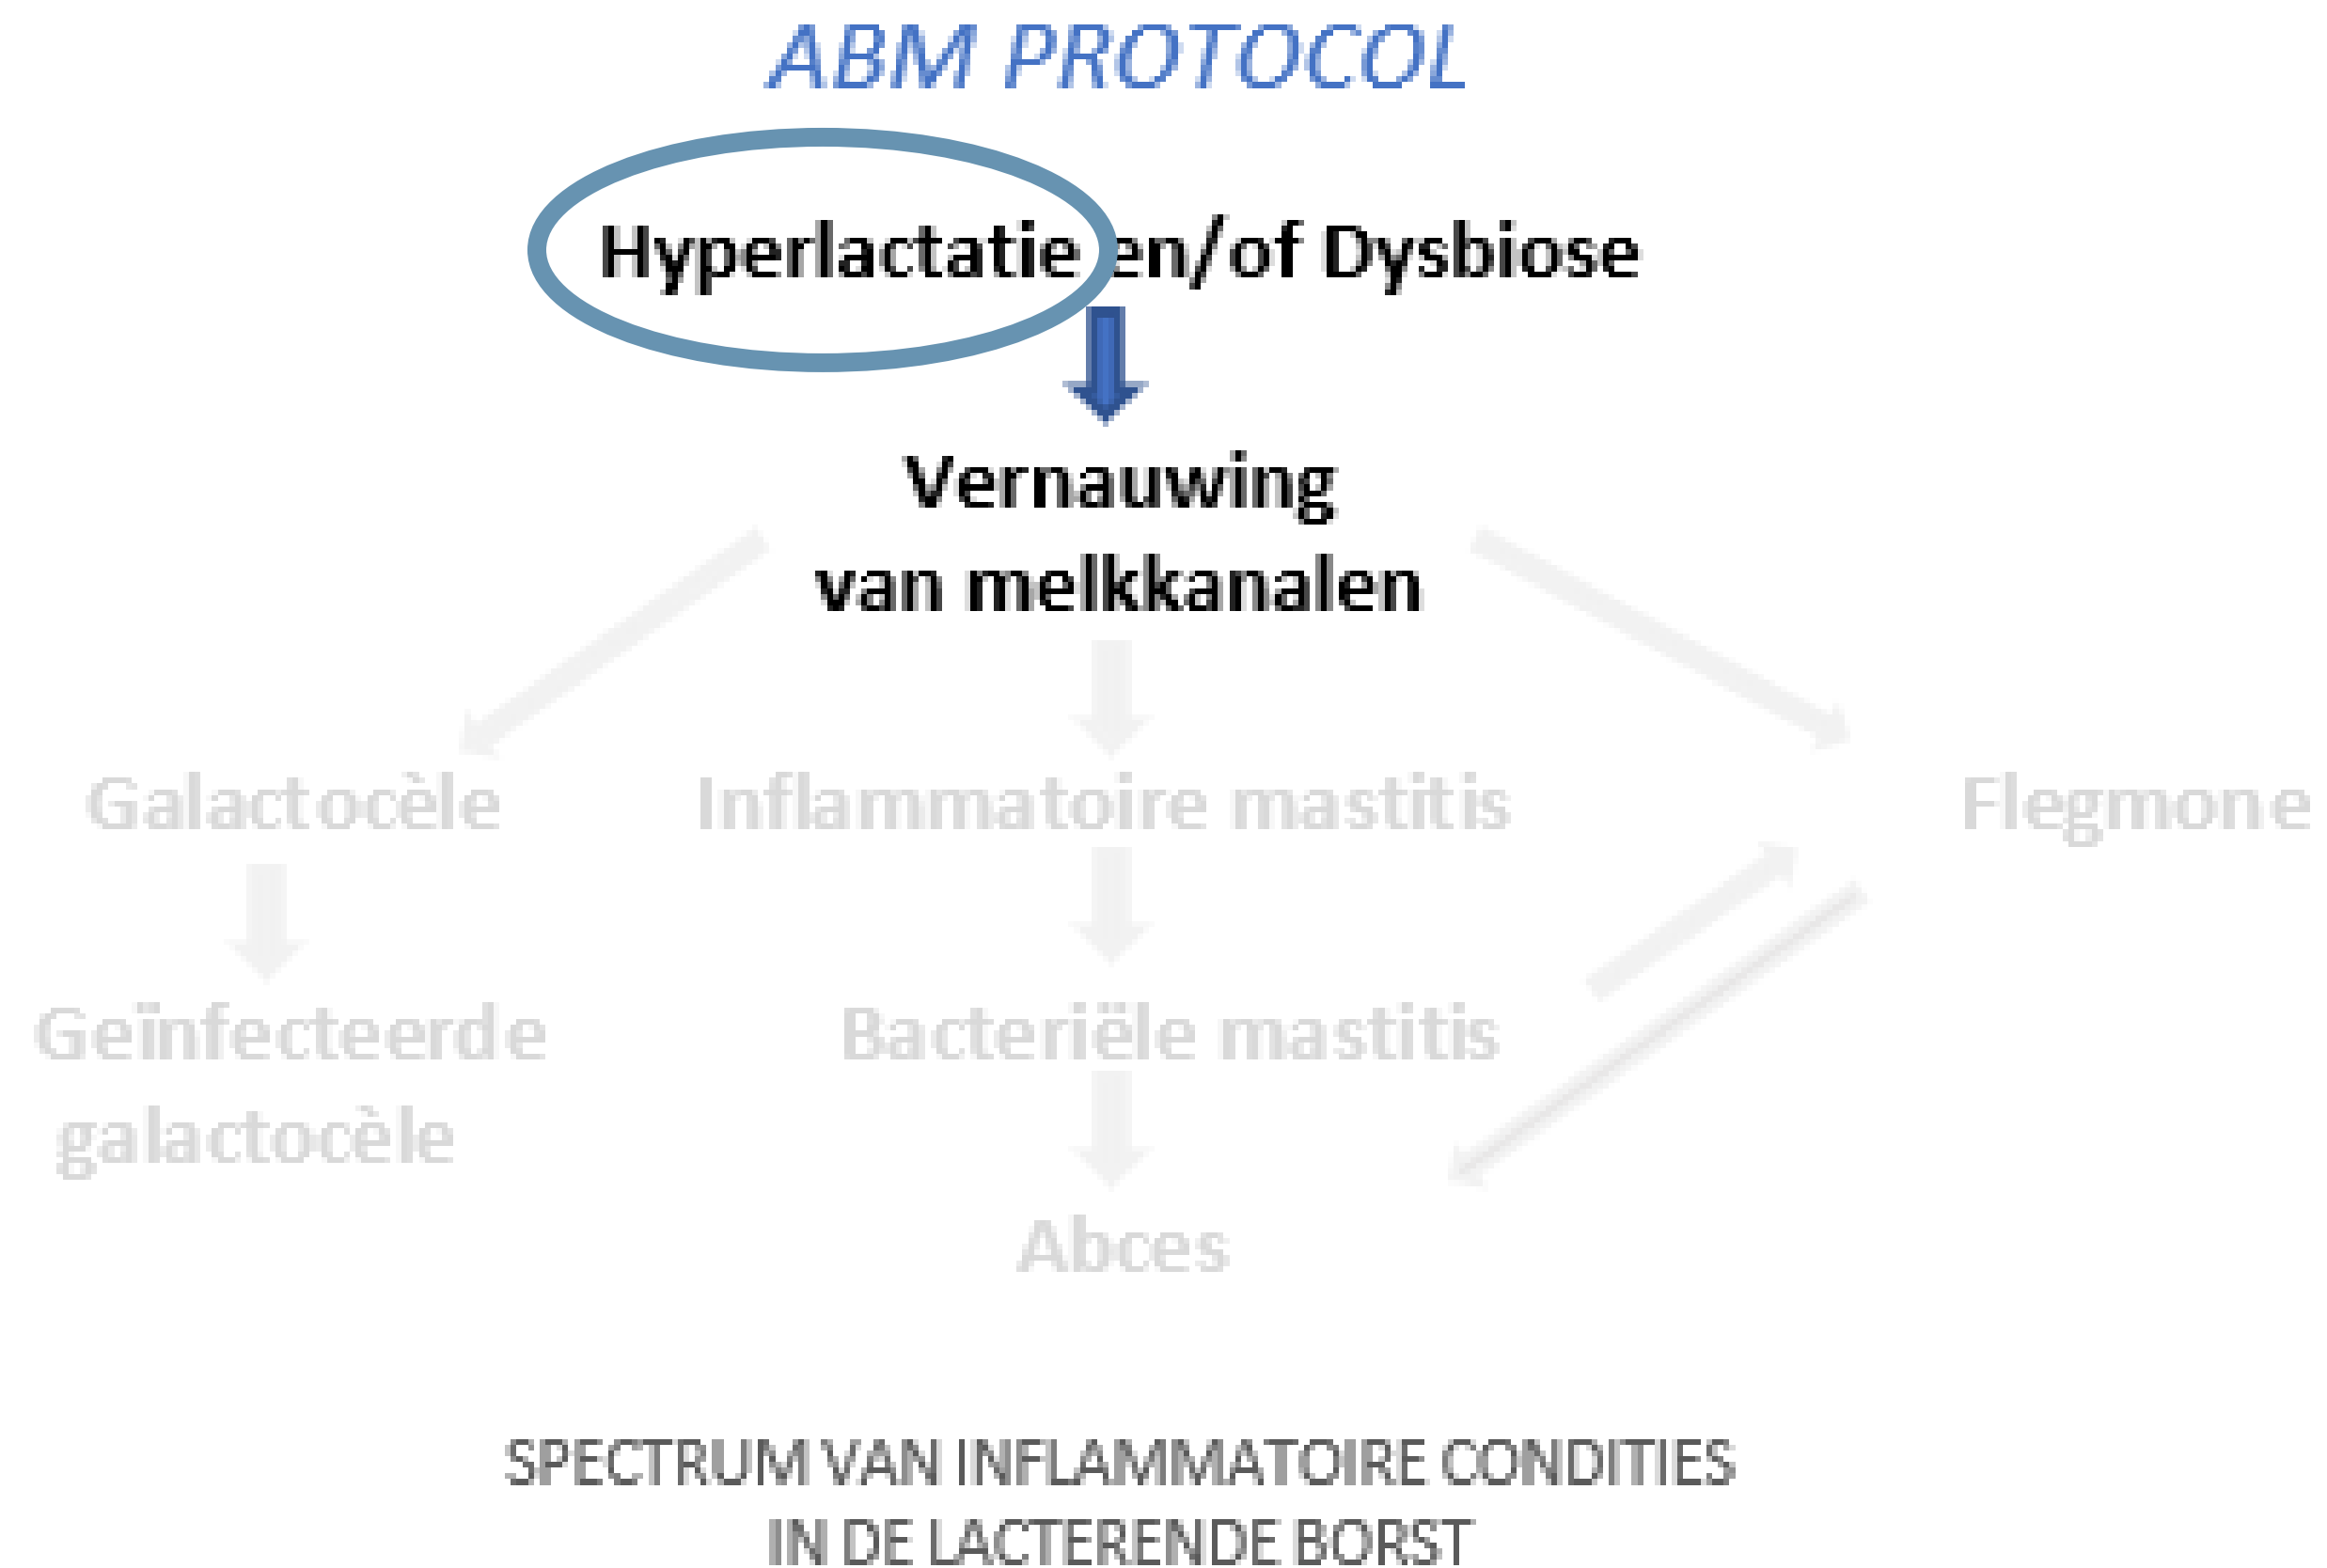 ABM PROTOCOL
Hyperlactatie en/of Dysbiose
Vernauwing
van melkkanalen
Galactocèle
Inflammatoire mastitis
Flegmone
Geïnfecteerde
galactocèle
Bacteriële mastitis
Abces
SPECTRUM VAN INFLAMMATOIRE CONDITIES
IN DE LACTERENDE BORST